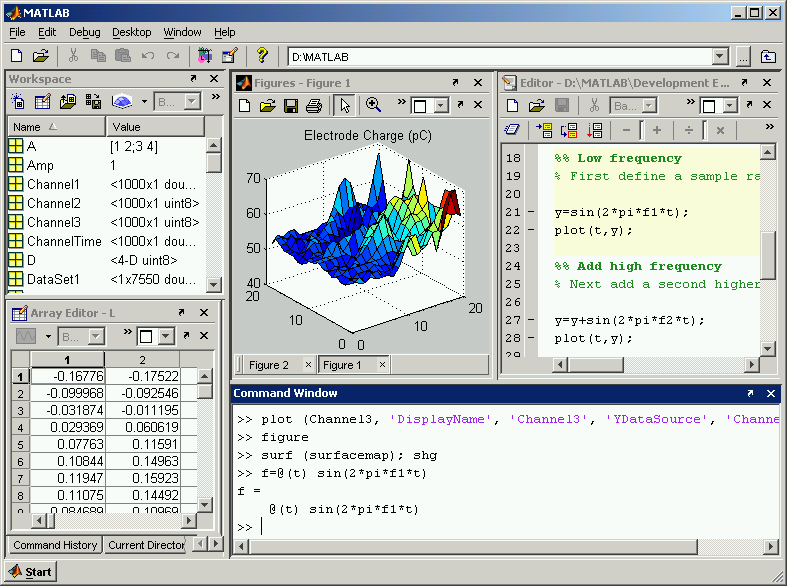 MATLAB
File Edit Debug Desktop Window Help
D:\MATLAB
...
Workspace
B...
Name Value
A [1 2;3 4]
Amp 1
Channel1 <1000x1 dou...
Channel2 <1000x1 uint8>
Channel3 <1000x1 uint8>
ChannelTime <1000x1 dou...
D <4-D uint8>
DataSet1 <1x7550 dou...
Figures - Figure 1
Electrode Charge (pC)
70
60
50
40
20
10
0
0
10
20
Figure 2 × Figure 1 ×
Editor - D:\MATLAB\Development E...
Ba...
− + ÷ ×
18 %% Low frequency
19 % First define a sample ra
20
21 - y=sin(2*pi*f1*t);
22 - plot(t,y);
23
24 %% Add high frequency
25 % Next add a second higher
26
27 - y=y+sin(2*pi*f2*t);
28 - plot(t,y);
29
Array Editor - L
B...
1 2
1 -0.16776 -0.17522
2 -0.099968 -0.092546
3 -0.031874 -0.011195
4 0.029369 0.060619
5 0.07763 0.11591
6 0.10844 0.14963
7 0.11947 0.15923
8 0.11075 0.14492
9 0.084689 0.10969
Command History Current Director
Command Window
>> plot (Channel3, 'DisplayName', 'Channel3', 'YDataSource', 'Channe
>> figure
>> surf (surfacemap); shg
>> f=@(t) sin(2*pi*f1*t)
f =
@(t) sin(2*pi*f1*t)
>>
Start